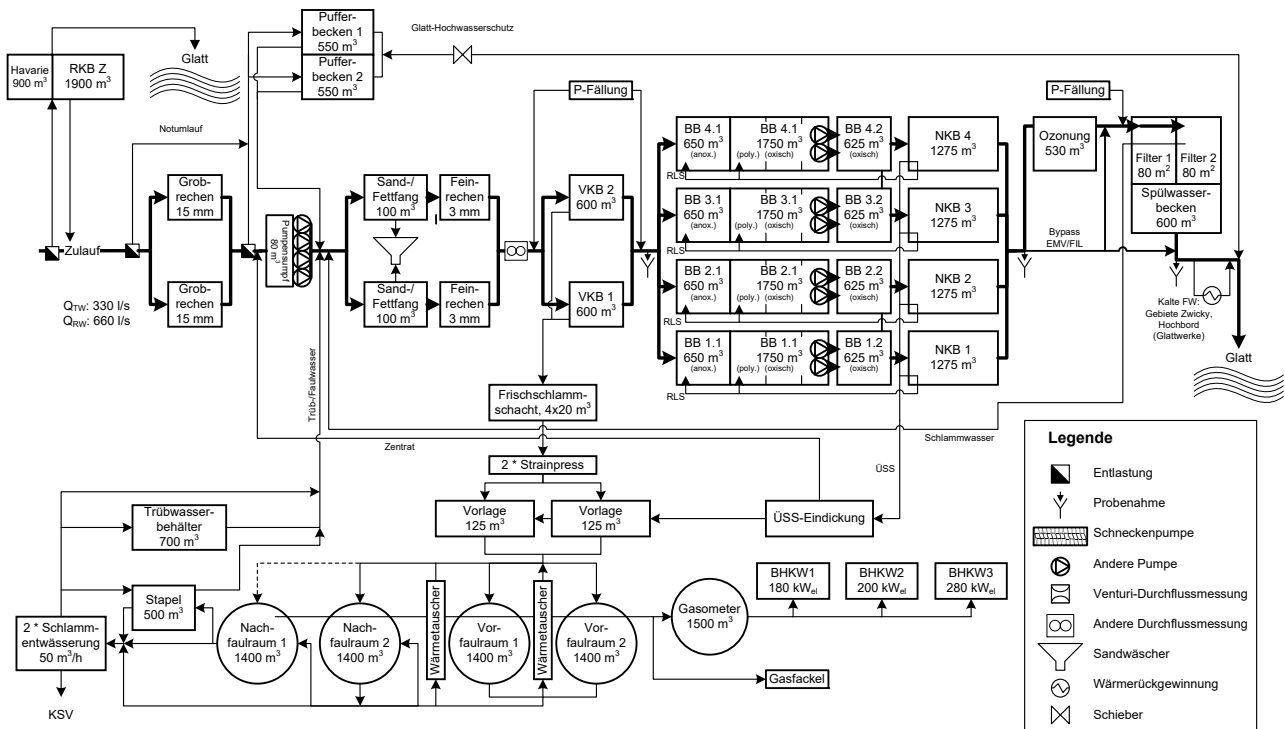 Havarie
900 m³
RKB Z
1900 m³
Glatt
Puffer-
becken 1
550 m³
Puffer-
becken 2
550 m³
Glatt-Hochwasserschutz
Notumlauf
Zulauf
Q_TW: 330 l/s
Q_RW: 660 l/s
Grob-
rechen
15 mm
Grob-
rechen
15 mm
Pumpensumpf
80 m³
Sand-/
Fettfang
100 m³
Fein-
rechen
3 mm
Sand-/
Fettfang
100 m³
Fein-
rechen
3 mm
P-Fällung
VKB 2
600 m³
VKB 1
600 m³
BB 4.1
650 m³
(anox.)
BB 4.1
1750 m³
(poly.) (oxisch)
BB 4.2
625 m³
(oxisch)
NKB 4
1275 m³
RLS
BB 3.1
650 m³
(anox.)
BB 3.1
1750 m³
(poly.) (oxisch)
BB 3.2
625 m³
(oxisch)
NKB 3
1275 m³
RLS
BB 2.1
650 m³
(anox.)
BB 2.1
1750 m³
(poly.) (oxisch)
BB 2.2
625 m³
(oxisch)
NKB 2
1275 m³
RLS
BB 1.1
650 m³
(anox.)
BB 1.1
1750 m³
(poly.) (oxisch)
BB 1.2
625 m³
(oxisch)
NKB 1
1275 m³
RLS
P-Fällung
Ozonung
530 m³
Filter 1
80 m²
Filter 2
80 m²
Spülwasser-
becken
600 m³
Bypass
EMV/FIL
Kalte FW:
Gebiete Zwicky,
Hochbord
(Glattwerke)
Glatt
Trüb-/Faulwasser
Frischschlamm-
schacht, 4x20 m³
Zentrat
Schlammwasser
ÜSS
2 * Strainpress
Vorlage
125 m³
Vorlage
125 m³
ÜSS-Eindickung
Trübwasser-
behälter
700 m³
Stapel
500 m³
2 * Schlamm-
entwässerung
50 m³/h
KSV
Nach-
faulraum 1
1400 m³
Nach-
faulraum 2
1400 m³
Wärmetauscher
Vor-
faulraum 1
1400 m³
Wärmetauscher
Vor-
faulraum 2
1400 m³
Gasometer
1500 m³
BHKW1
180 kW_el
BHKW2
200 kW_el
BHKW3
280 kW_el
Gasfackel
Legende
Entlastung
Probenahme
Schneckenpumpe
Andere Pumpe
Venturi-Durchflussmessung
Andere Durchflussmessung
Sandwäscher
Wärmerückgewinnung
Schieber